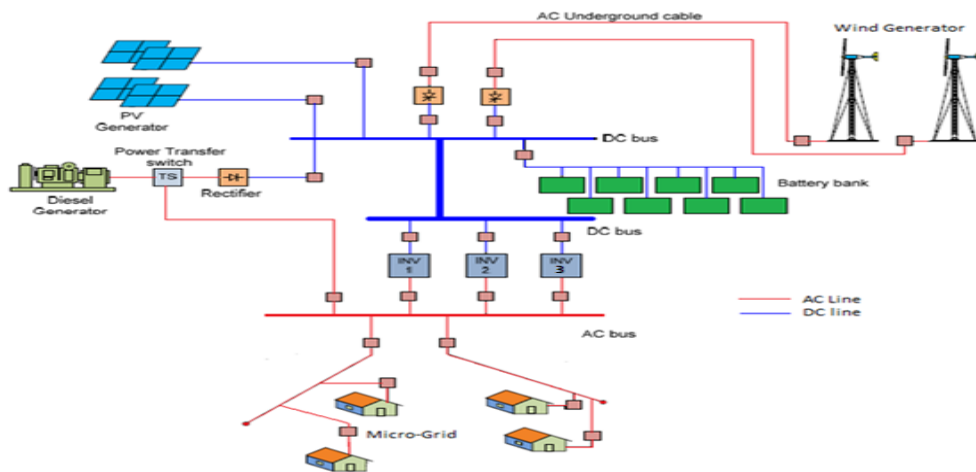 AC Underground cable
Wind Generator
PV
Generator
DC bus
Power Transfer
switch
TS
Rectifier
Diesel
Generator
Battery bank
DC bus
INV
1
INV
2
INV
3
AC Line
DC line
AC bus
Micro-Grid